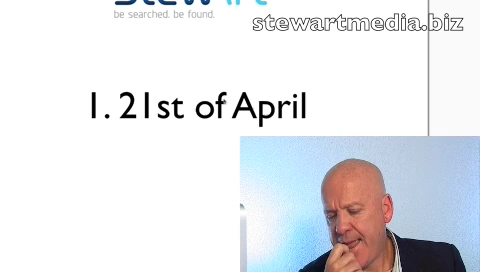 stewartmedia.biz
be searched. be found.
1. 21st of April